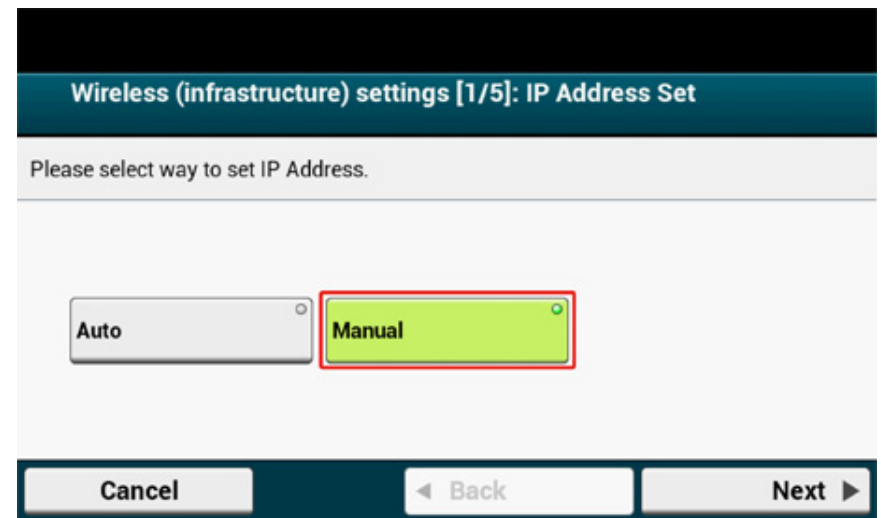 Wireless (infrastructure) settings [1/5]: IP Address Set
Please select way to set IP Address.
Auto
Manual
Cancel
Back
Next